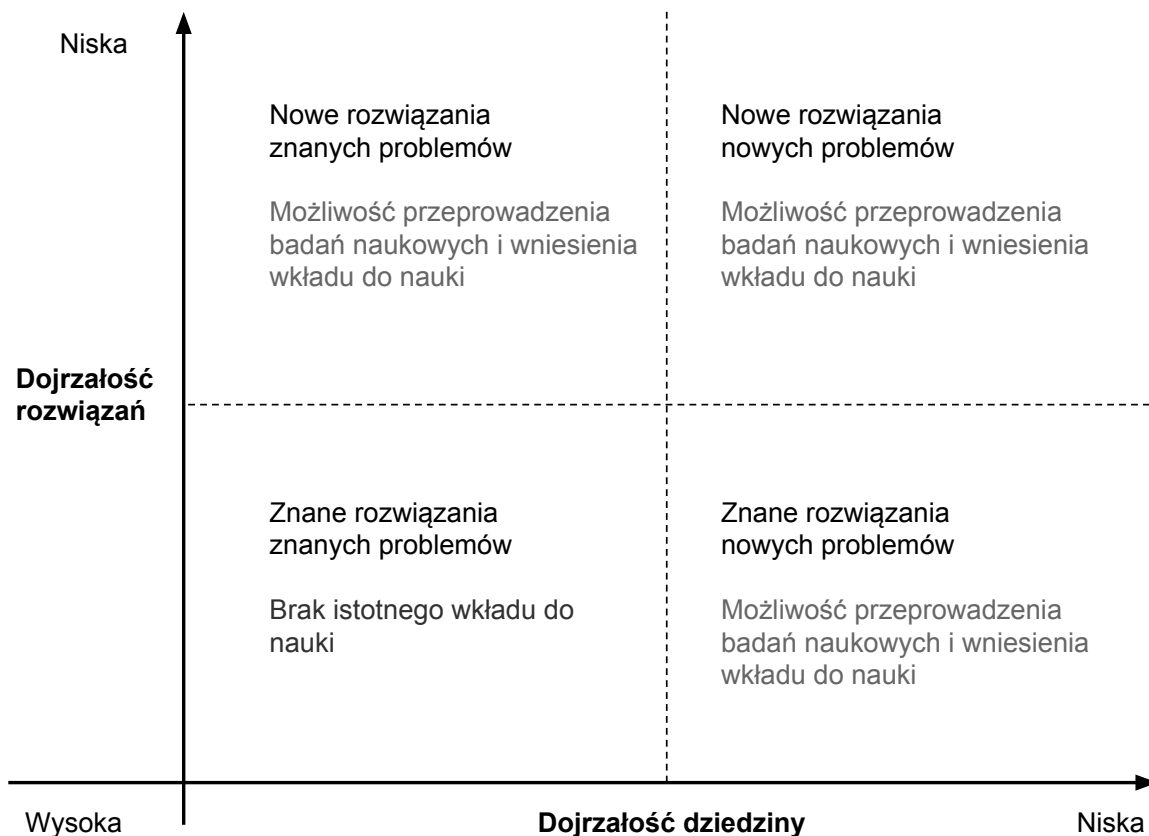 Niska
Nowe rozwiązania
znanych problemów
Możliwość przeprowadzenia
badań naukowych i wniesienia
wkładu do nauki
Nowe rozwiązania
nowych problemów
Możliwość przeprowadzenia
badań naukowych i wniesienia
wkładu do nauki
Dojrzałość
rozwiązań
Znane rozwiązania
znanych problemów
Brak istotnego wkładu do
nauki
Znane rozwiązania
nowych problemów
Możliwość przeprowadzenia
badań naukowych i wniesienia
wkładu do nauki
Wysoka
Dojrzałość dziedziny
Niska